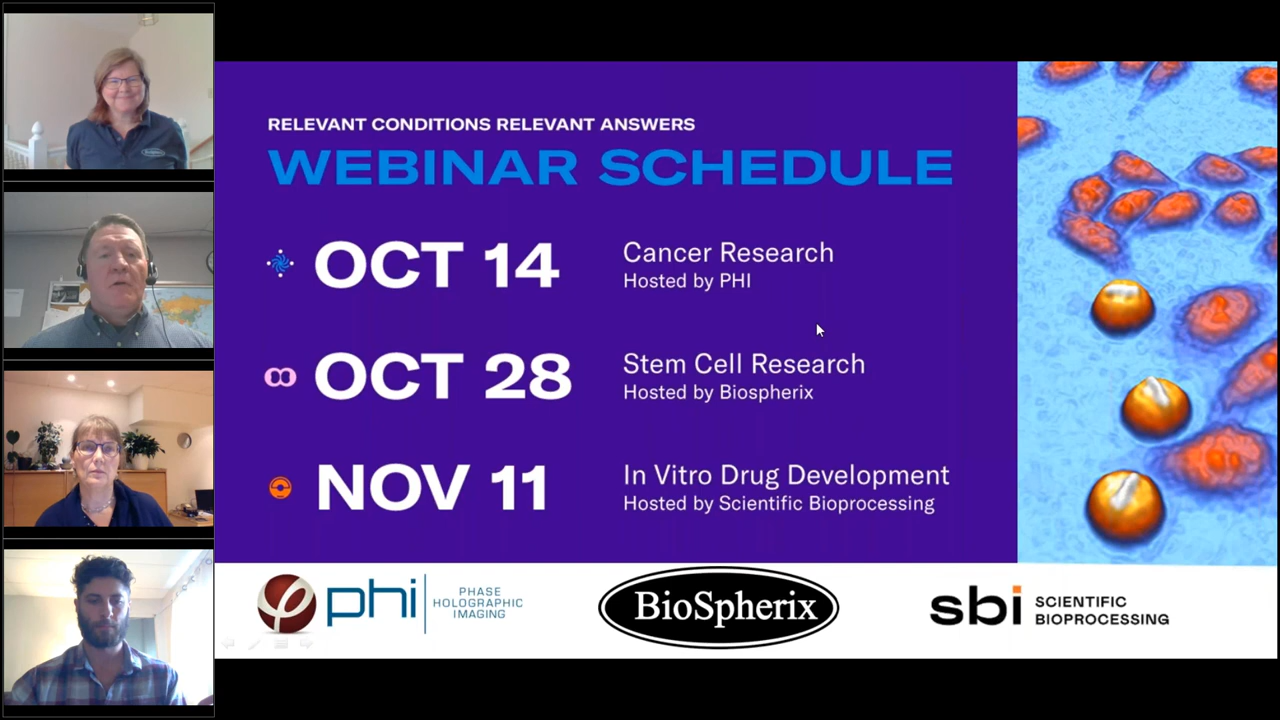 RELEVANT CONDITIONS RELEVANT ANSWERS
WEBINAR SCHEDULE
OCT 14
Cancer Research
Hosted by PHI
OCT 28
Stem Cell Research
Hosted by Biospherix
NOV 11
In Vitro Drug Development
Hosted by Scientific Bioprocessing
phi
PHASE
HOLOGRAPHIC
IMAGING
BioSpherix
sbi
SCIENTIFIC
BIOPROCESSING